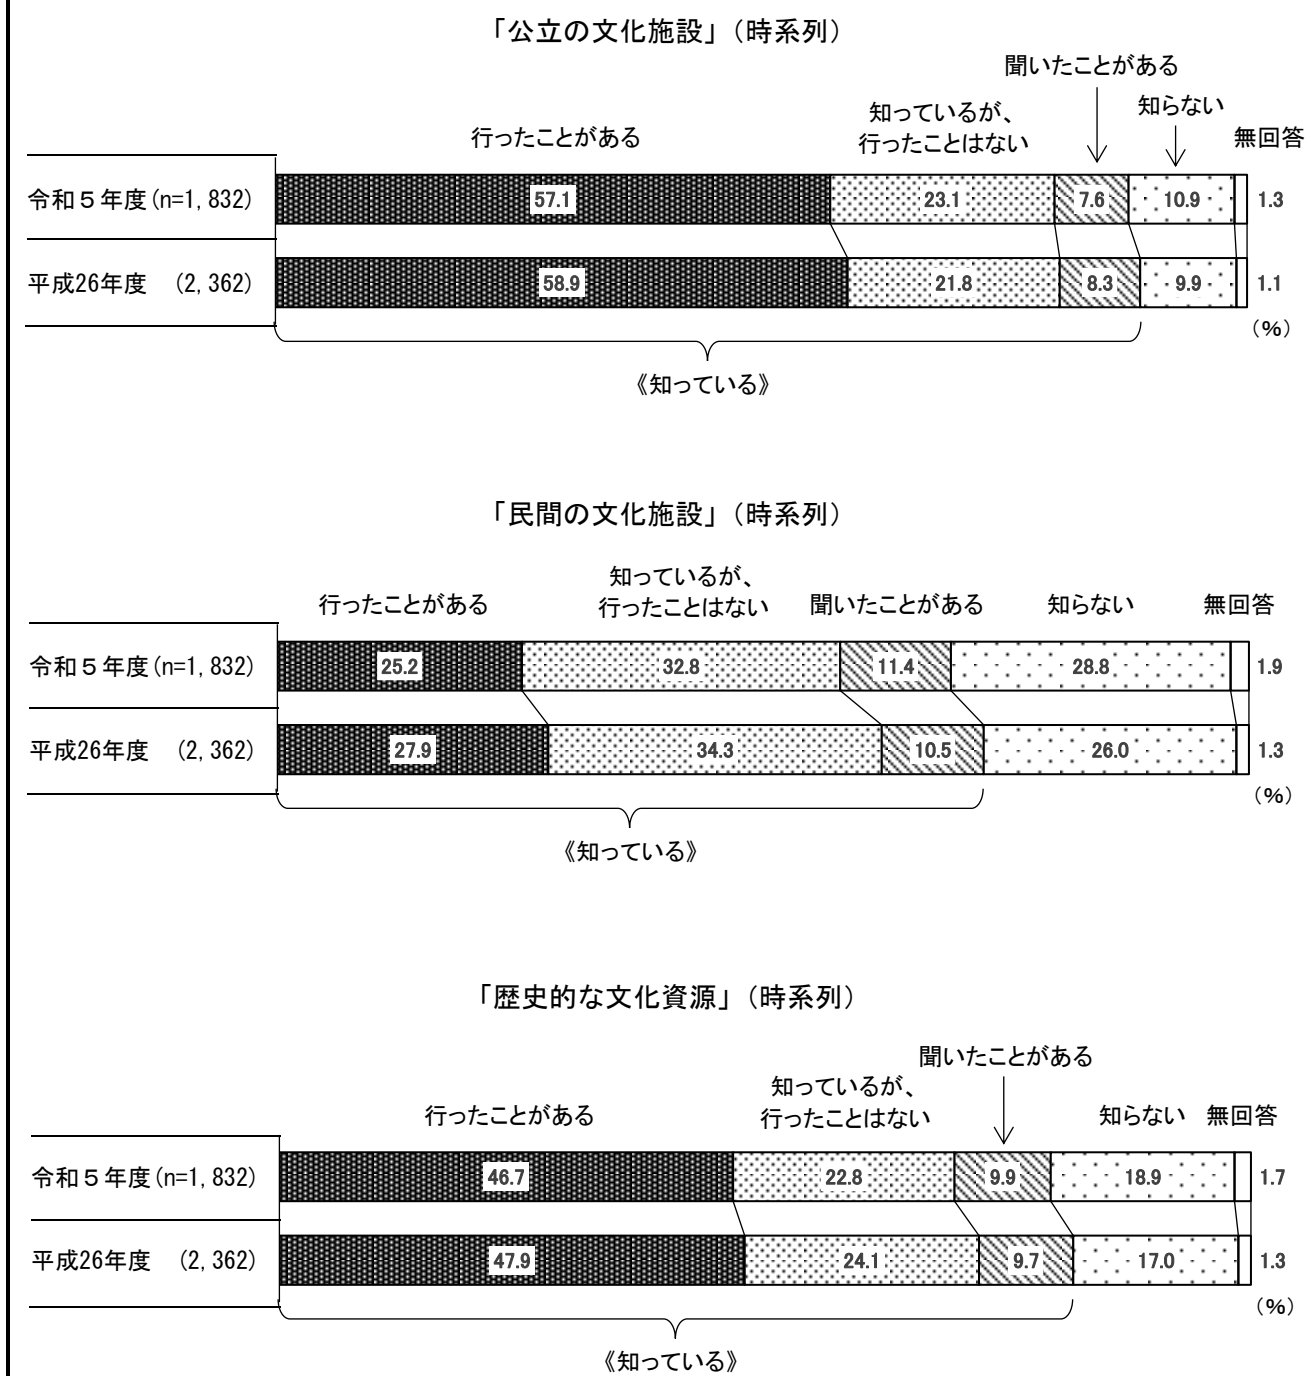 「公立の文化施設」（時系列）
聞いたことがある
知っているが、
行ったことはない
知らない
行ったことがある
無回答
令和５年度(n=1,832)
57.1 23.1 7.6 10.9 1.3
平成26年度　(2,362)
58.9 21.8 8.3 9.9 1.1
（％）
《知っている》
「民間の文化施設」（時系列）
知っているが、
行ったことがある 行ったことはない 聞いたことがある 知らない 無回答
令和５年度(n=1,832)
25.2 32.8 11.4 28.8 1.9
平成26年度　(2,362)
27.9 34.3 10.5 26.0 1.3
（％）
《知っている》
「歴史的な文化資源」（時系列）
聞いたことがある
知っているが、
行ったことがある 行ったことはない 知らない 無回答
令和５年度(n=1,832)
46.7 22.8 9.9 18.9 1.7
平成26年度　(2,362)
47.9 24.1 9.7 17.0 1.3
（％）
《知っている》